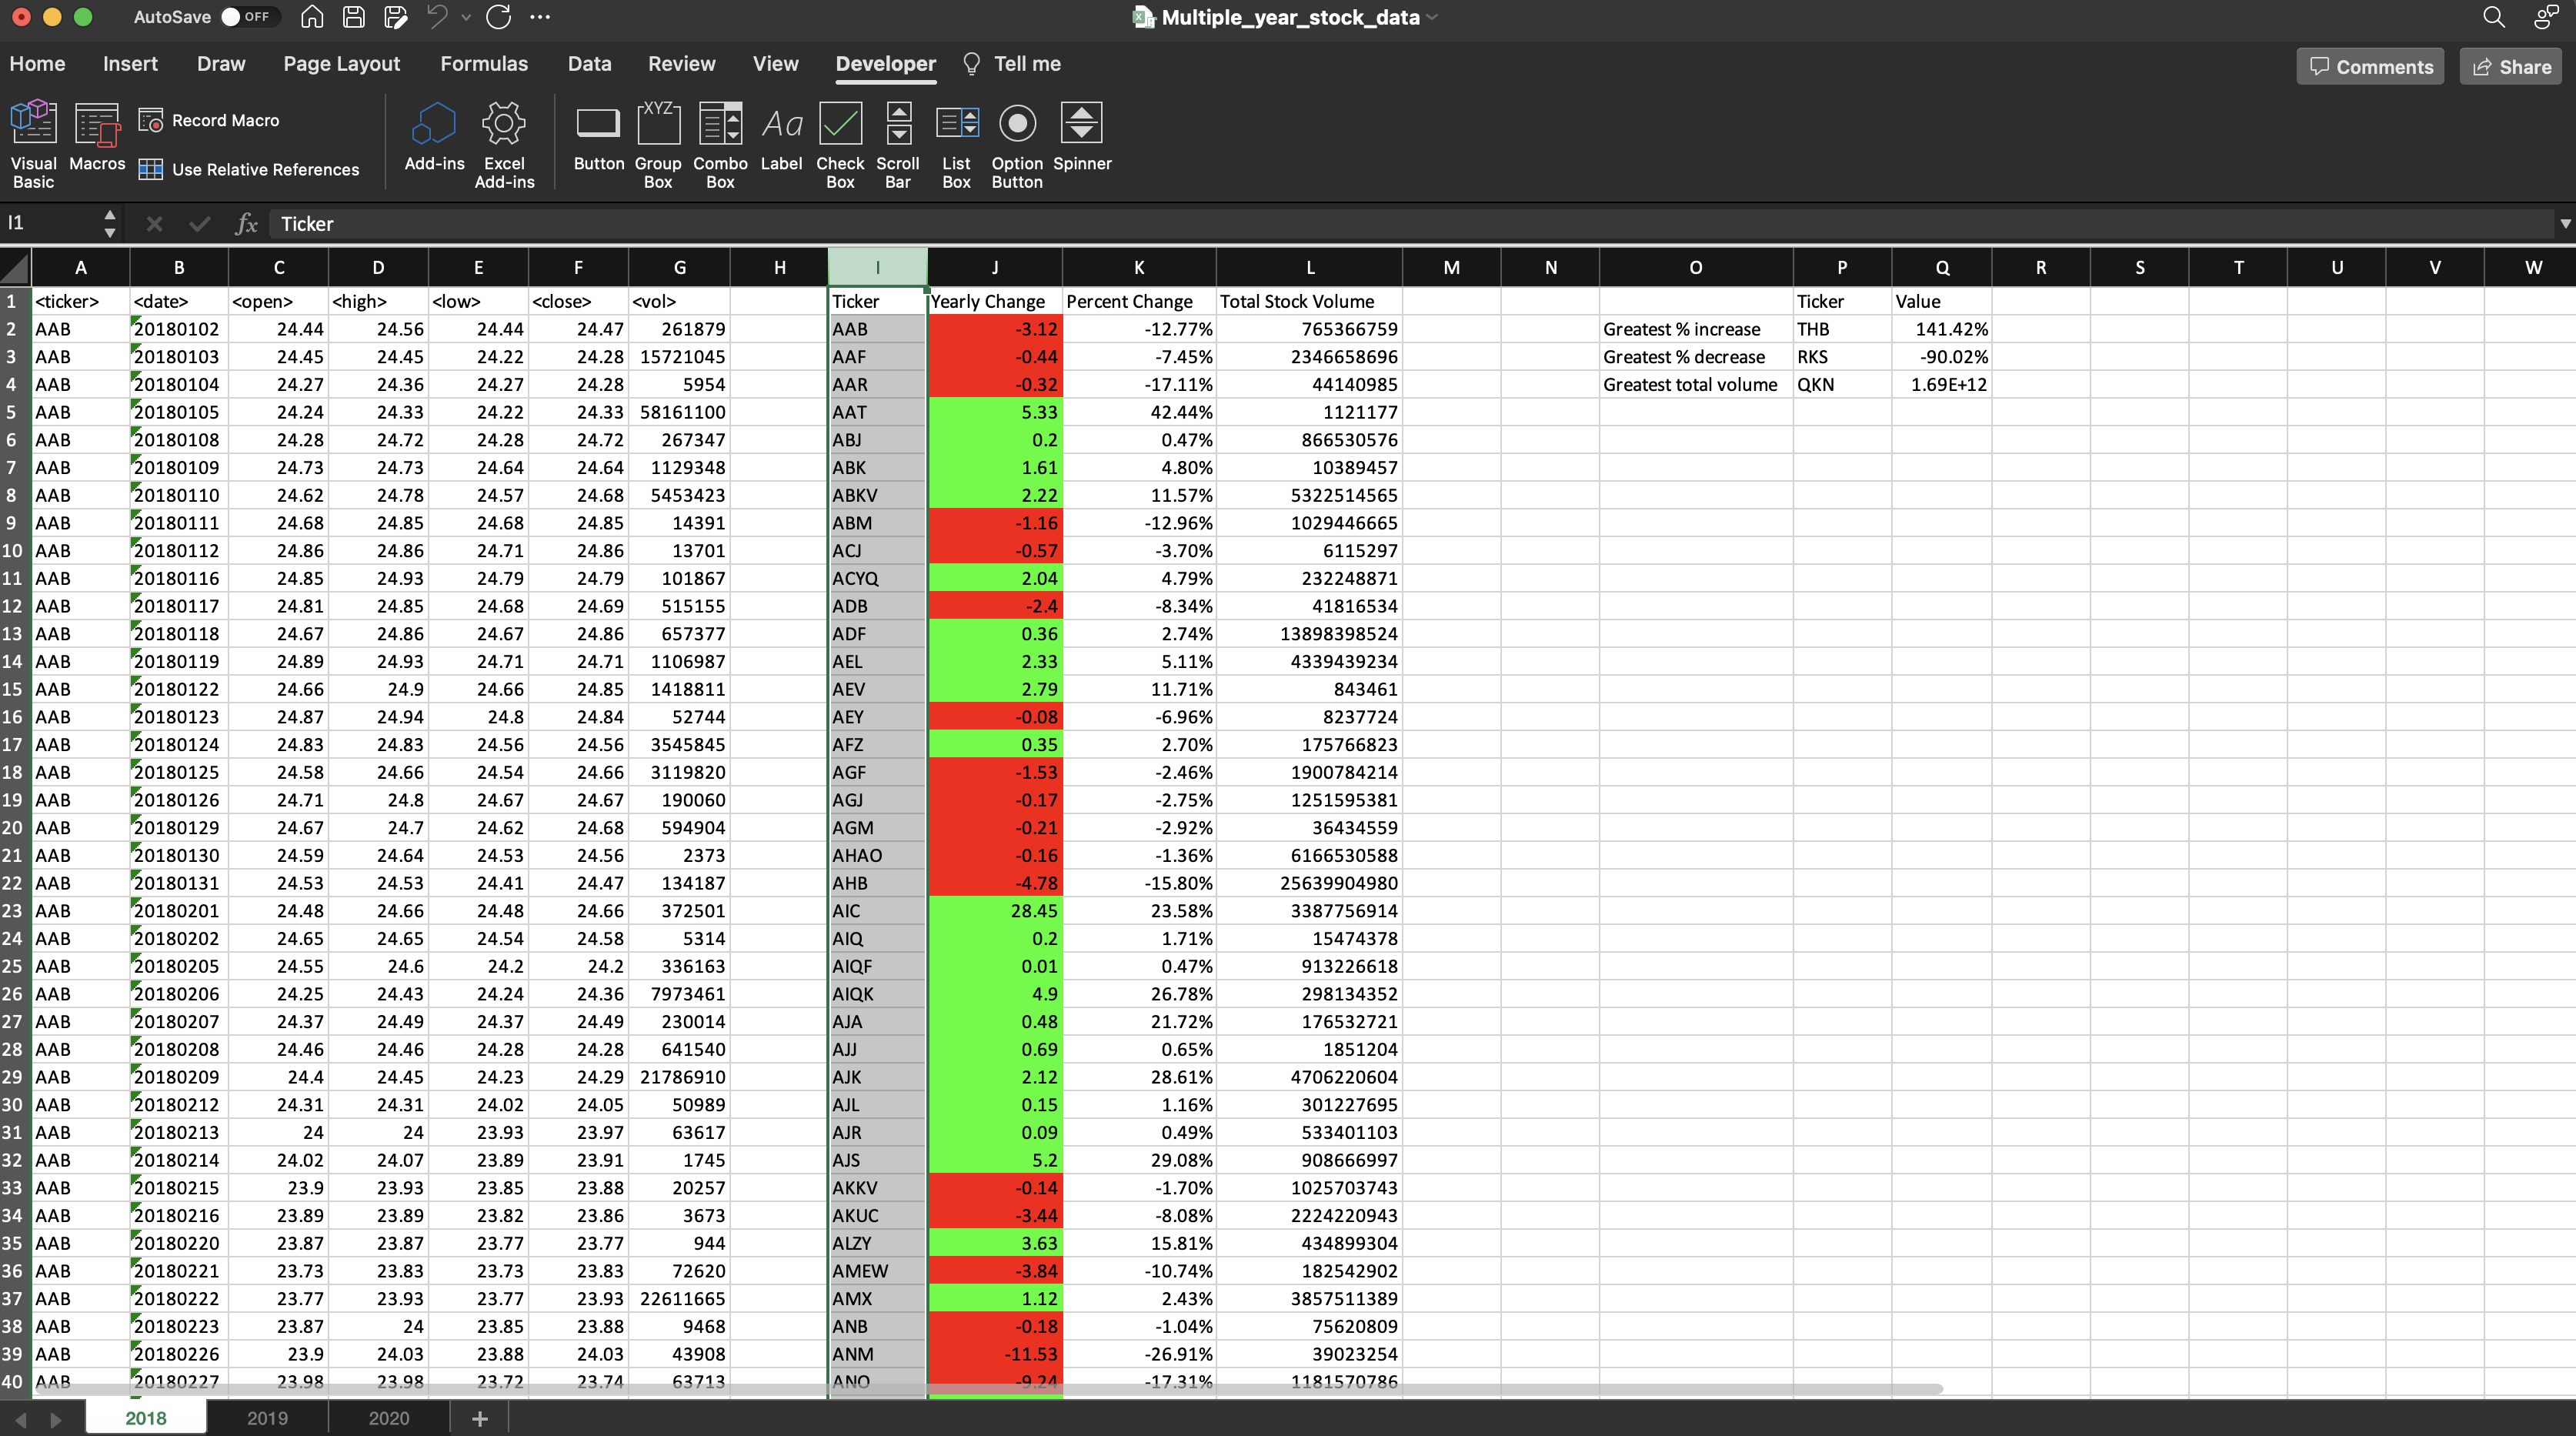 AutoSave OFF Multiple_year_stock_data
Home Insert Draw Page Layout Formulas Data Review View Developer Tell me Comments Share
Visual Basic Macros Record Macro Use Relative References Add-ins Excel Add-ins Button XYZ Group Box Combo Box Aa Label Check Box Scroll Bar List Box Option Button Spinner
I1 fx Ticker
A B C D E F G H I J K L M N O P Q R S T U V W
1 <ticker> <date> <open> <high> <low> <close> <vol> Ticker Yearly Change Percent Change Total Stock Volume Ticker Value
2 AAB 20180102 24.44 24.56 24.44 24.47 261879 AAB -3.12 -12.77% 765366759 Greatest % increase THB 141.42%
3 AAB 20180103 24.45 24.45 24.22 24.28 15721045 AAF -0.44 -7.45% 2346658696 Greatest % decrease RKS -90.02%
4 AAB 20180104 24.27 24.36 24.27 24.28 5954 AAR -0.32 -17.11% 44140985 Greatest total volume QKN 1.69E+12
5 AAB 20180105 24.24 24.33 24.22 24.33 58161100 AAT 5.33 42.44% 1121177
6 AAB 20180108 24.28 24.72 24.28 24.72 267347 ABJ 0.2 0.47% 866530576
7 AAB 20180109 24.73 24.73 24.64 24.64 1129348 ABK 1.61 4.80% 10389457
8 AAB 20180110 24.62 24.78 24.57 24.68 5453423 ABKV 2.22 11.57% 5322514565
9 AAB 20180111 24.68 24.85 24.68 24.85 14391 ABM -1.16 -12.96% 1029446665
10 AAB 20180112 24.86 24.86 24.71 24.86 13701 ACJ -0.57 -3.70% 6115297
11 AAB 20180116 24.85 24.93 24.79 24.79 101867 ACYQ 2.04 4.79% 232248871
12 AAB 20180117 24.81 24.85 24.68 24.69 515155 ADB -2.4 -8.34% 41816534
13 AAB 20180118 24.67 24.86 24.67 24.86 657377 ADF 0.36 2.74% 13898398524
14 AAB 20180119 24.89 24.93 24.71 24.71 1106987 AEL 2.33 5.11% 4339439234
15 AAB 20180122 24.66 24.9 24.66 24.85 1418811 AEV 2.79 11.71% 843461
16 AAB 20180123 24.87 24.94 24.8 24.84 52744 AEY -0.08 -6.96% 8237724
17 AAB 20180124 24.83 24.83 24.56 24.56 3545845 AFZ 0.35 2.70% 175766823
18 AAB 20180125 24.58 24.66 24.54 24.66 3119820 AGF -1.53 -2.46% 1900784214
19 AAB 20180126 24.71 24.8 24.67 24.67 190060 AGJ -0.17 -2.75% 1251595381
20 AAB 20180129 24.67 24.7 24.62 24.68 594904 AGM -0.21 -2.92% 36434559
21 AAB 20180130 24.59 24.64 24.53 24.56 2373 AHAO -0.16 -1.36% 6166530588
22 AAB 20180131 24.53 24.53 24.41 24.47 134187 AHB -4.78 -15.80% 25639904980
23 AAB 20180201 24.48 24.66 24.48 24.66 372501 AIC 28.45 23.58% 3387756914
24 AAB 20180202 24.65 24.65 24.54 24.58 5314 AIQ 0.2 1.71% 15474378
25 AAB 20180205 24.55 24.6 24.2 24.2 336163 AIQF 0.01 0.47% 913226618
26 AAB 20180206 24.25 24.43 24.24 24.36 7973461 AIQK 4.9 26.78% 298134352
27 AAB 20180207 24.37 24.49 24.37 24.49 230014 AJA 0.48 21.72% 176532721
28 AAB 20180208 24.46 24.46 24.28 24.28 641540 AJJ 0.69 0.65% 1851204
29 AAB 20180209 24.4 24.45 24.23 24.29 21786910 AJK 2.12 28.61% 4706220604
30 AAB 20180212 24.31 24.31 24.02 24.05 50989 AJL 0.15 1.16% 301227695
31 AAB 20180213 24 24 23.93 23.97 63617 AJR 0.09 0.49% 533401103
32 AAB 20180214 24.02 24.07 23.89 23.91 1745 AJS 5.2 29.08% 908666997
33 AAB 20180215 23.9 23.93 23.85 23.88 20257 AKKV -0.14 -1.70% 1025703743
34 AAB 20180216 23.89 23.89 23.82 23.86 3673 AKUC -3.44 -8.08% 2224220943
35 AAB 20180220 23.87 23.87 23.77 23.77 944 ALZY 3.63 15.81% 434899304
36 AAB 20180221 23.73 23.83 23.73 23.83 72620 AMEW -3.84 -10.74% 182542902
37 AAB 20180222 23.77 23.93 23.77 23.93 22611665 AMX 1.12 2.43% 3857511389
38 AAB 20180223 23.87 24 23.85 23.88 9468 ANB -0.18 -1.04% 75620809
39 AAB 20180226 23.9 24.03 23.88 24.03 43908 ANM -11.53 -26.91% 39023254
40 AAB 20180227 23.98 23.98 23.72 23.74 63713 ANO -9.24 -17.31% 1181570786
2018 2019 2020 +